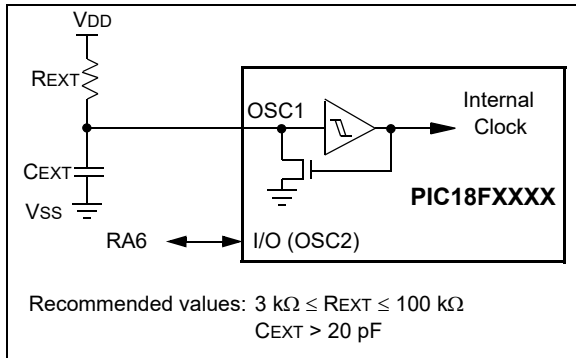 VDD
REXT
OSC1
Internal
Clock
CEXT
PIC18FXXXX
VSS
RA6
I/O (OSC2)
Recommended values: 3 kΩ ≤ REXT ≤ 100 kΩ
CEXT > 20 pF